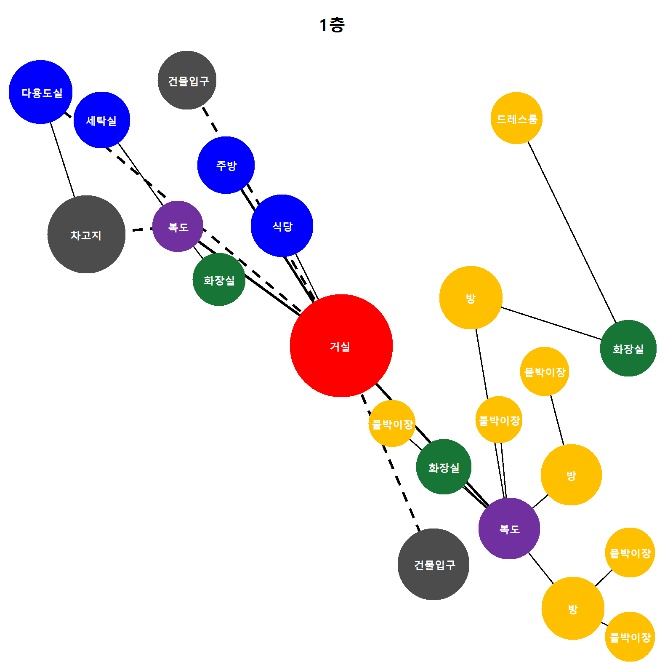 1층
건물입구
다용도실
드레스룸
세탁실
주방
식당
복도
차고지
화장실
방
거실
화장실
붙박이장
붙박이장
붙박이장
화장실
방
복도
붙박이장
건물입구
방
붙박이장